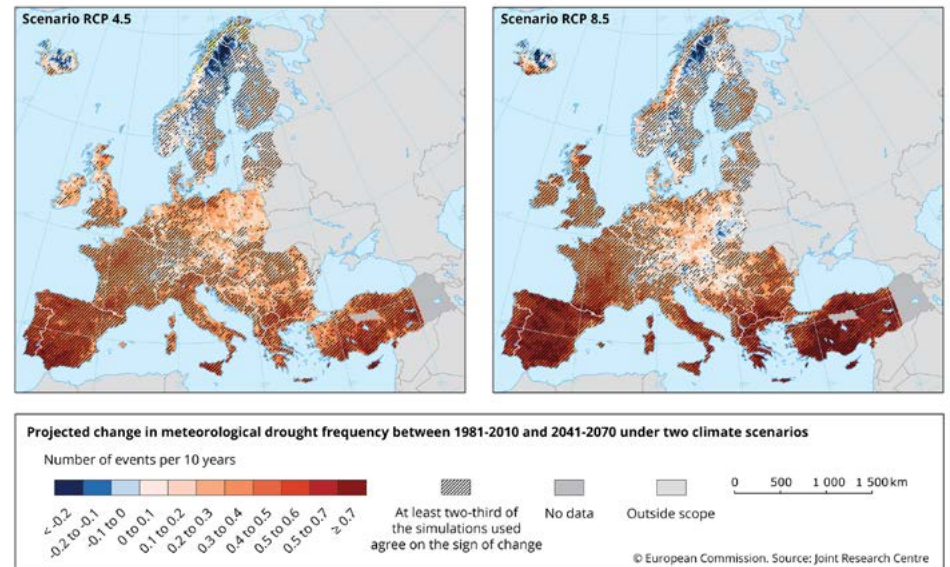 Scenario RCP 4.5
Scenario RCP 8.5
Projected change in meteorological drought frequency between 1981-2010 and 2041-2070 under two climate scenarios
Number of events per 10 years
< -0.2
-0.2 to -0.1
-0.1 to 0
0 to 0.1
0.1 to 0.2
0.2 to 0.3
0.3 to 0.4
0.4 to 0.5
0.5 to 0.6
0.5 to 0.7
≥ 0.7
At least two-third of
the simulations used
agree on the sign of change
No data
Outside scope
0 500 1 000 1 500 km
© European Commission. Source: Joint Research Centre